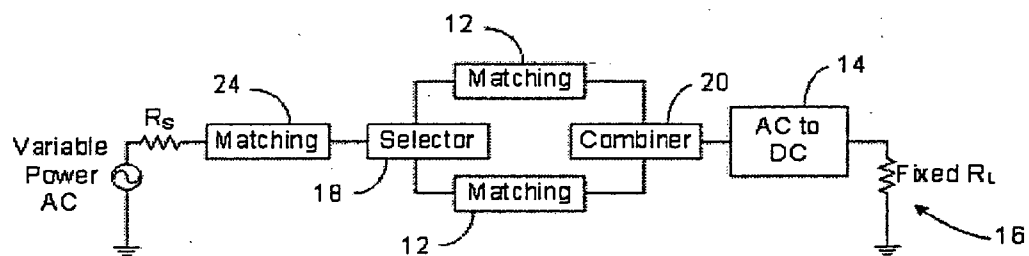 12
Matching
24
Rs
Matching
Variable
Power
AC
Selector
18
20
Combiner
14
AC to
DC
Fixed RL
16
Matching
12